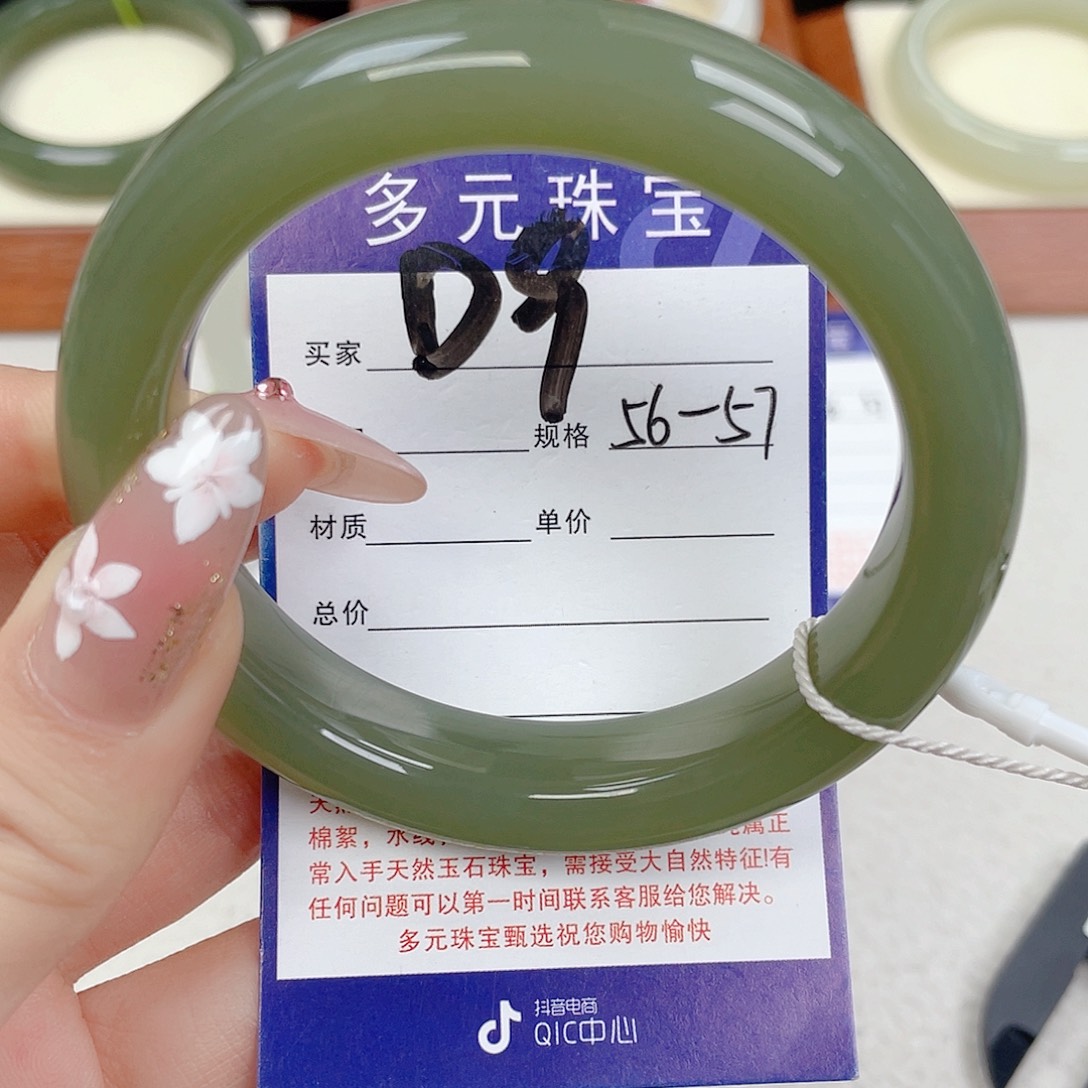 多元珠宝
D9
买家
规格 56-57
材质 单价
总价
棉絮，水线，
属正
常入手天然玉石珠宝，需接受大自然特征!有
任何问题可以第一时间联系客服给您解决。
多元珠宝甄选祝您购物愉快
抖音电商
QIC中心